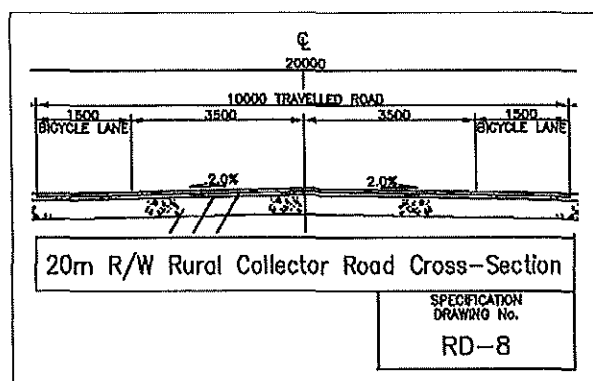 ℄
20000
10000 TRAVELLED ROAD
1500 3500 3500 1500
BICYCLE LANE BICYCLE LANE
2.0% 2.0%
20m R/W Rural Collector Road Cross-Section
SPECIFICATION
DRAWING No.
RD-8